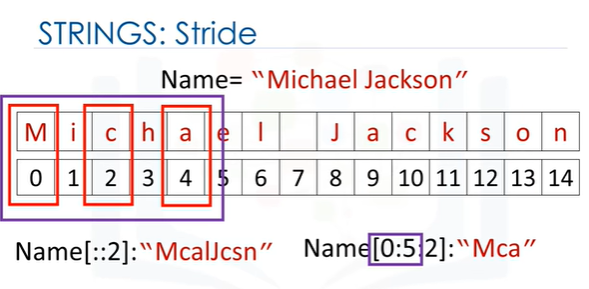 STRINGS: Stride
Name= “Michael Jackson”
M i c h a e l J a c k s o n
0 1 2 3 4 5 6 7 8 9 10 11 12 13 14
Name[::2]:“McalJcsn” Name[0:5:2]:“Mca”